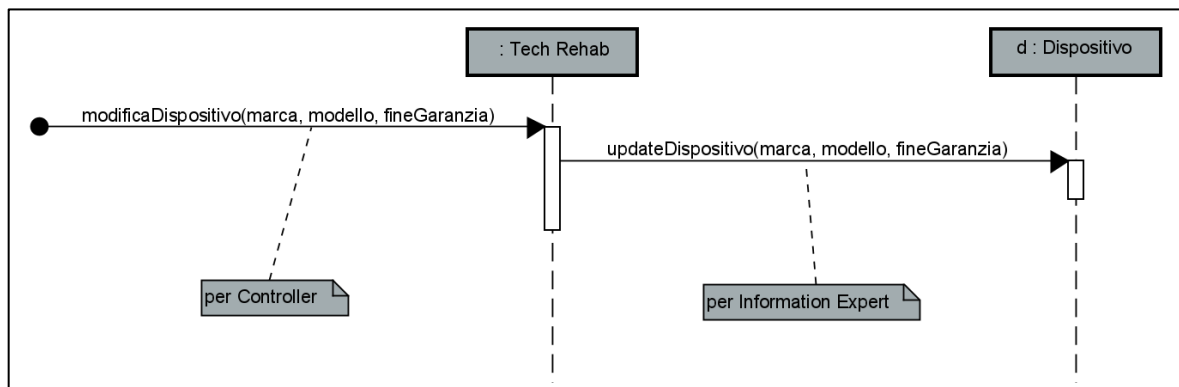 : Tech Rehab
d : Dispositivo
modificaDispositivo(marca, modello, fineGaranzia)
updateDispositivo(marca, modello, fineGaranzia)
per Controller
per Information Expert